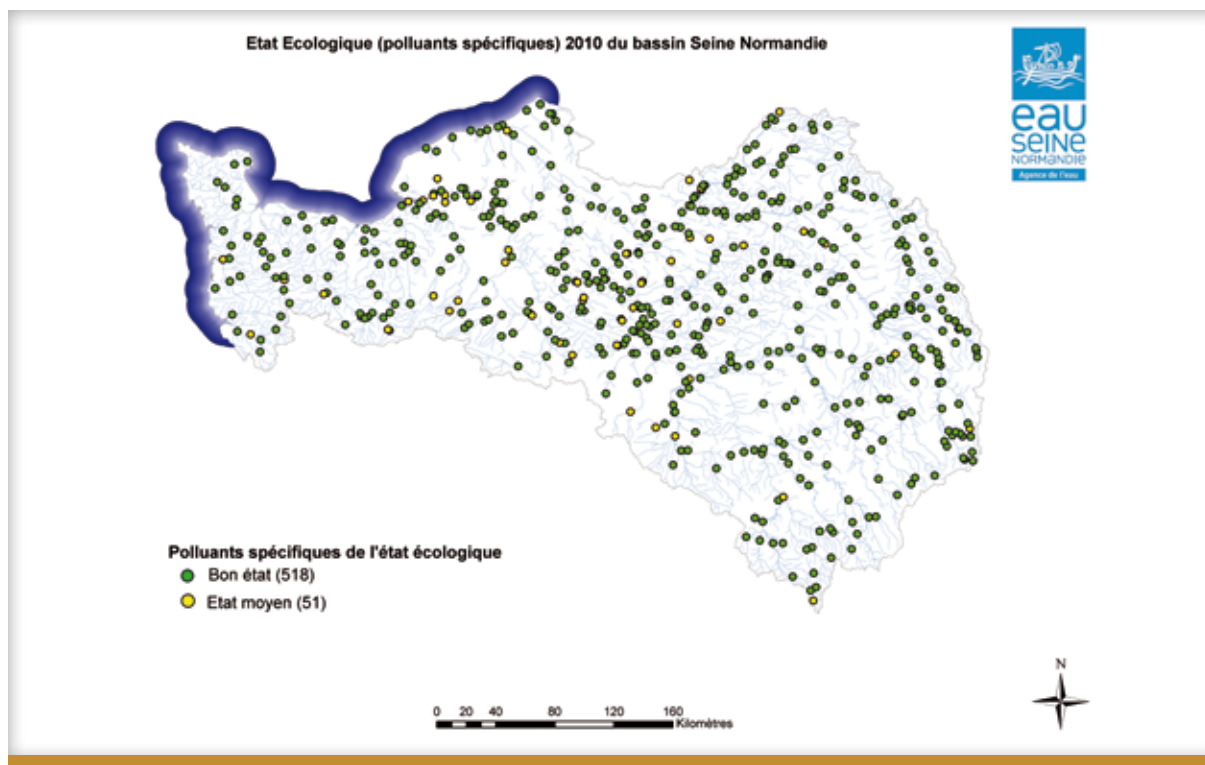 Etat Ecologique (polluants spécifiques) 2010 du bassin Seine Normandie
eau
SEINE
NORMANDIE
Agence de l'eau
Polluants spécifiques de l'état écologique
Bon état (518)
Etat moyen (51)
N
0 20 40 80 120 160
Kilomètres